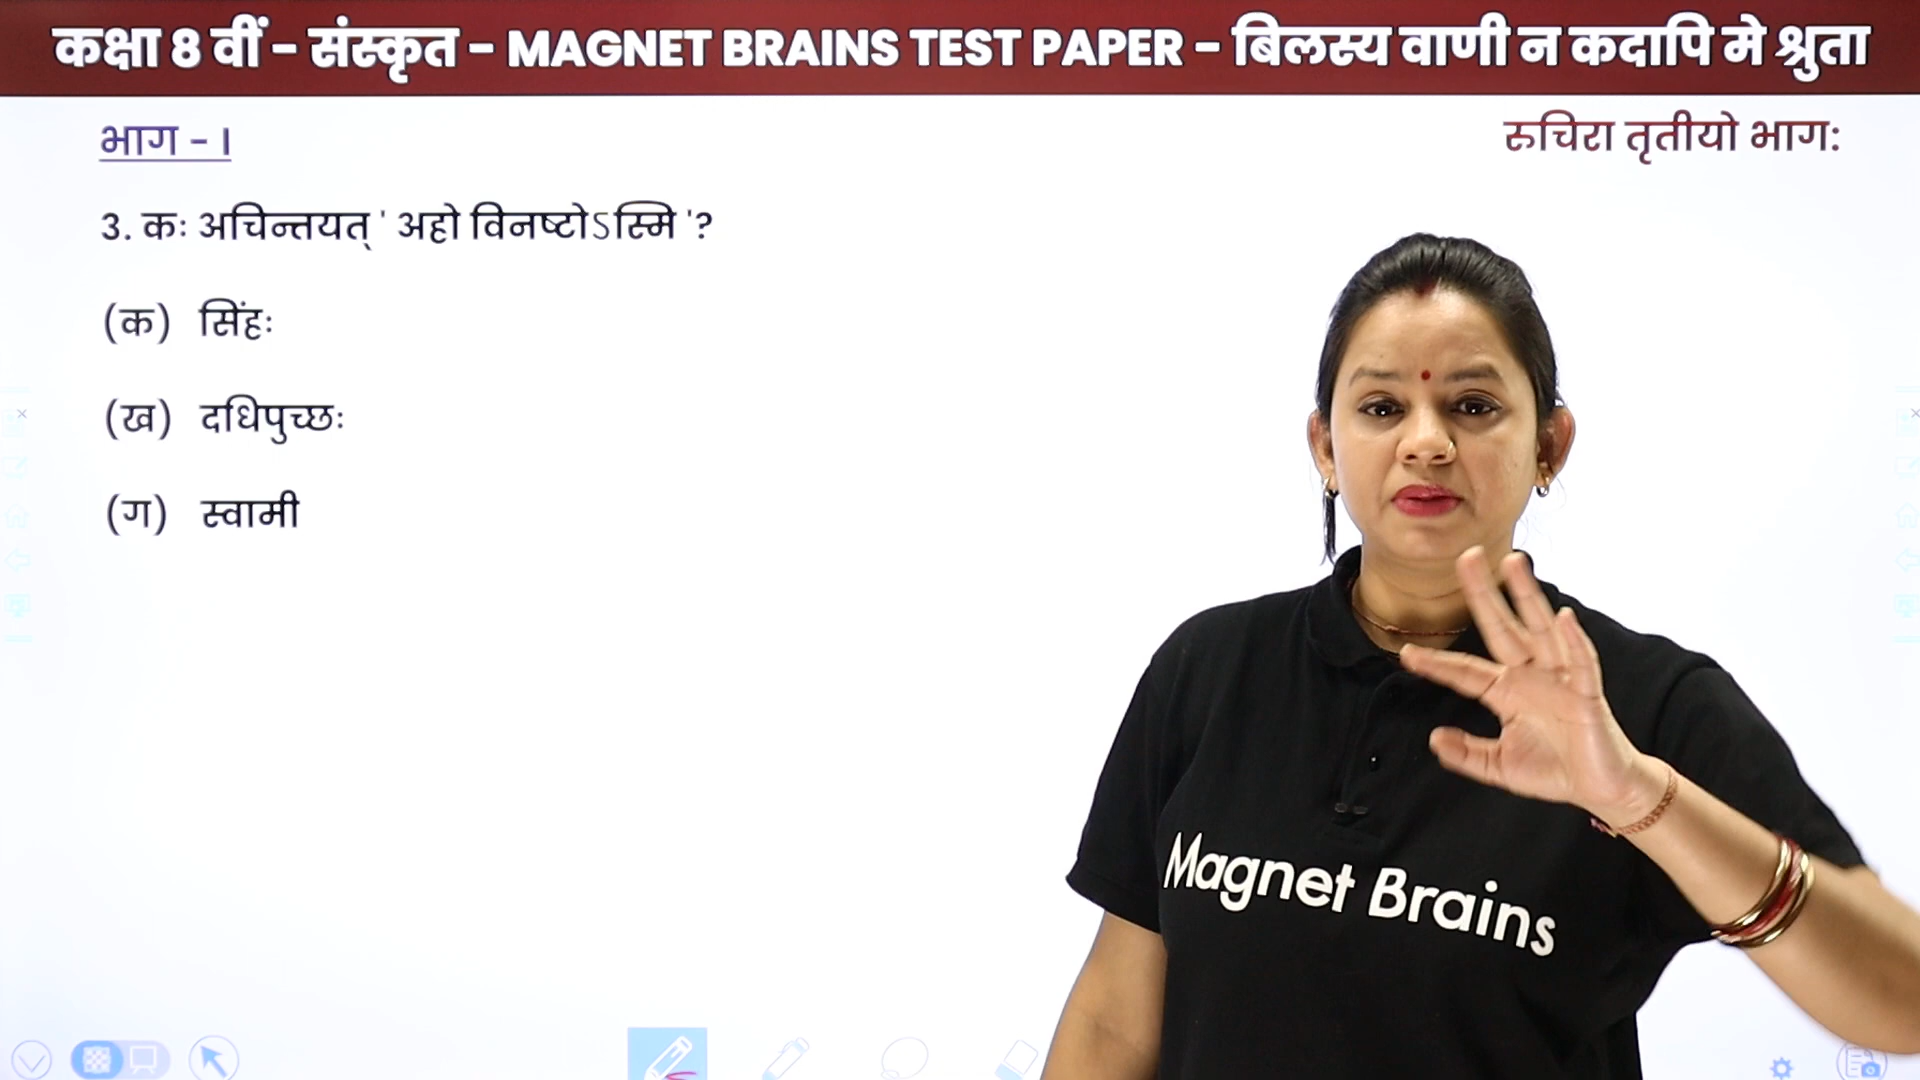 कक्षा 8 वीं - संस्कृत - MAGNET BRAINS TEST PAPER - बिलस्य वाणी न कदापि मे श्रुता
भाग - I
रुचिरा तृतीयो भाग:
3. कः अचिन्तयत् ' अहो विनष्टोऽस्मि '?
(क) सिंहः
(ख) दधिपुच्छः
(ग) स्वामी
Magnet Brains